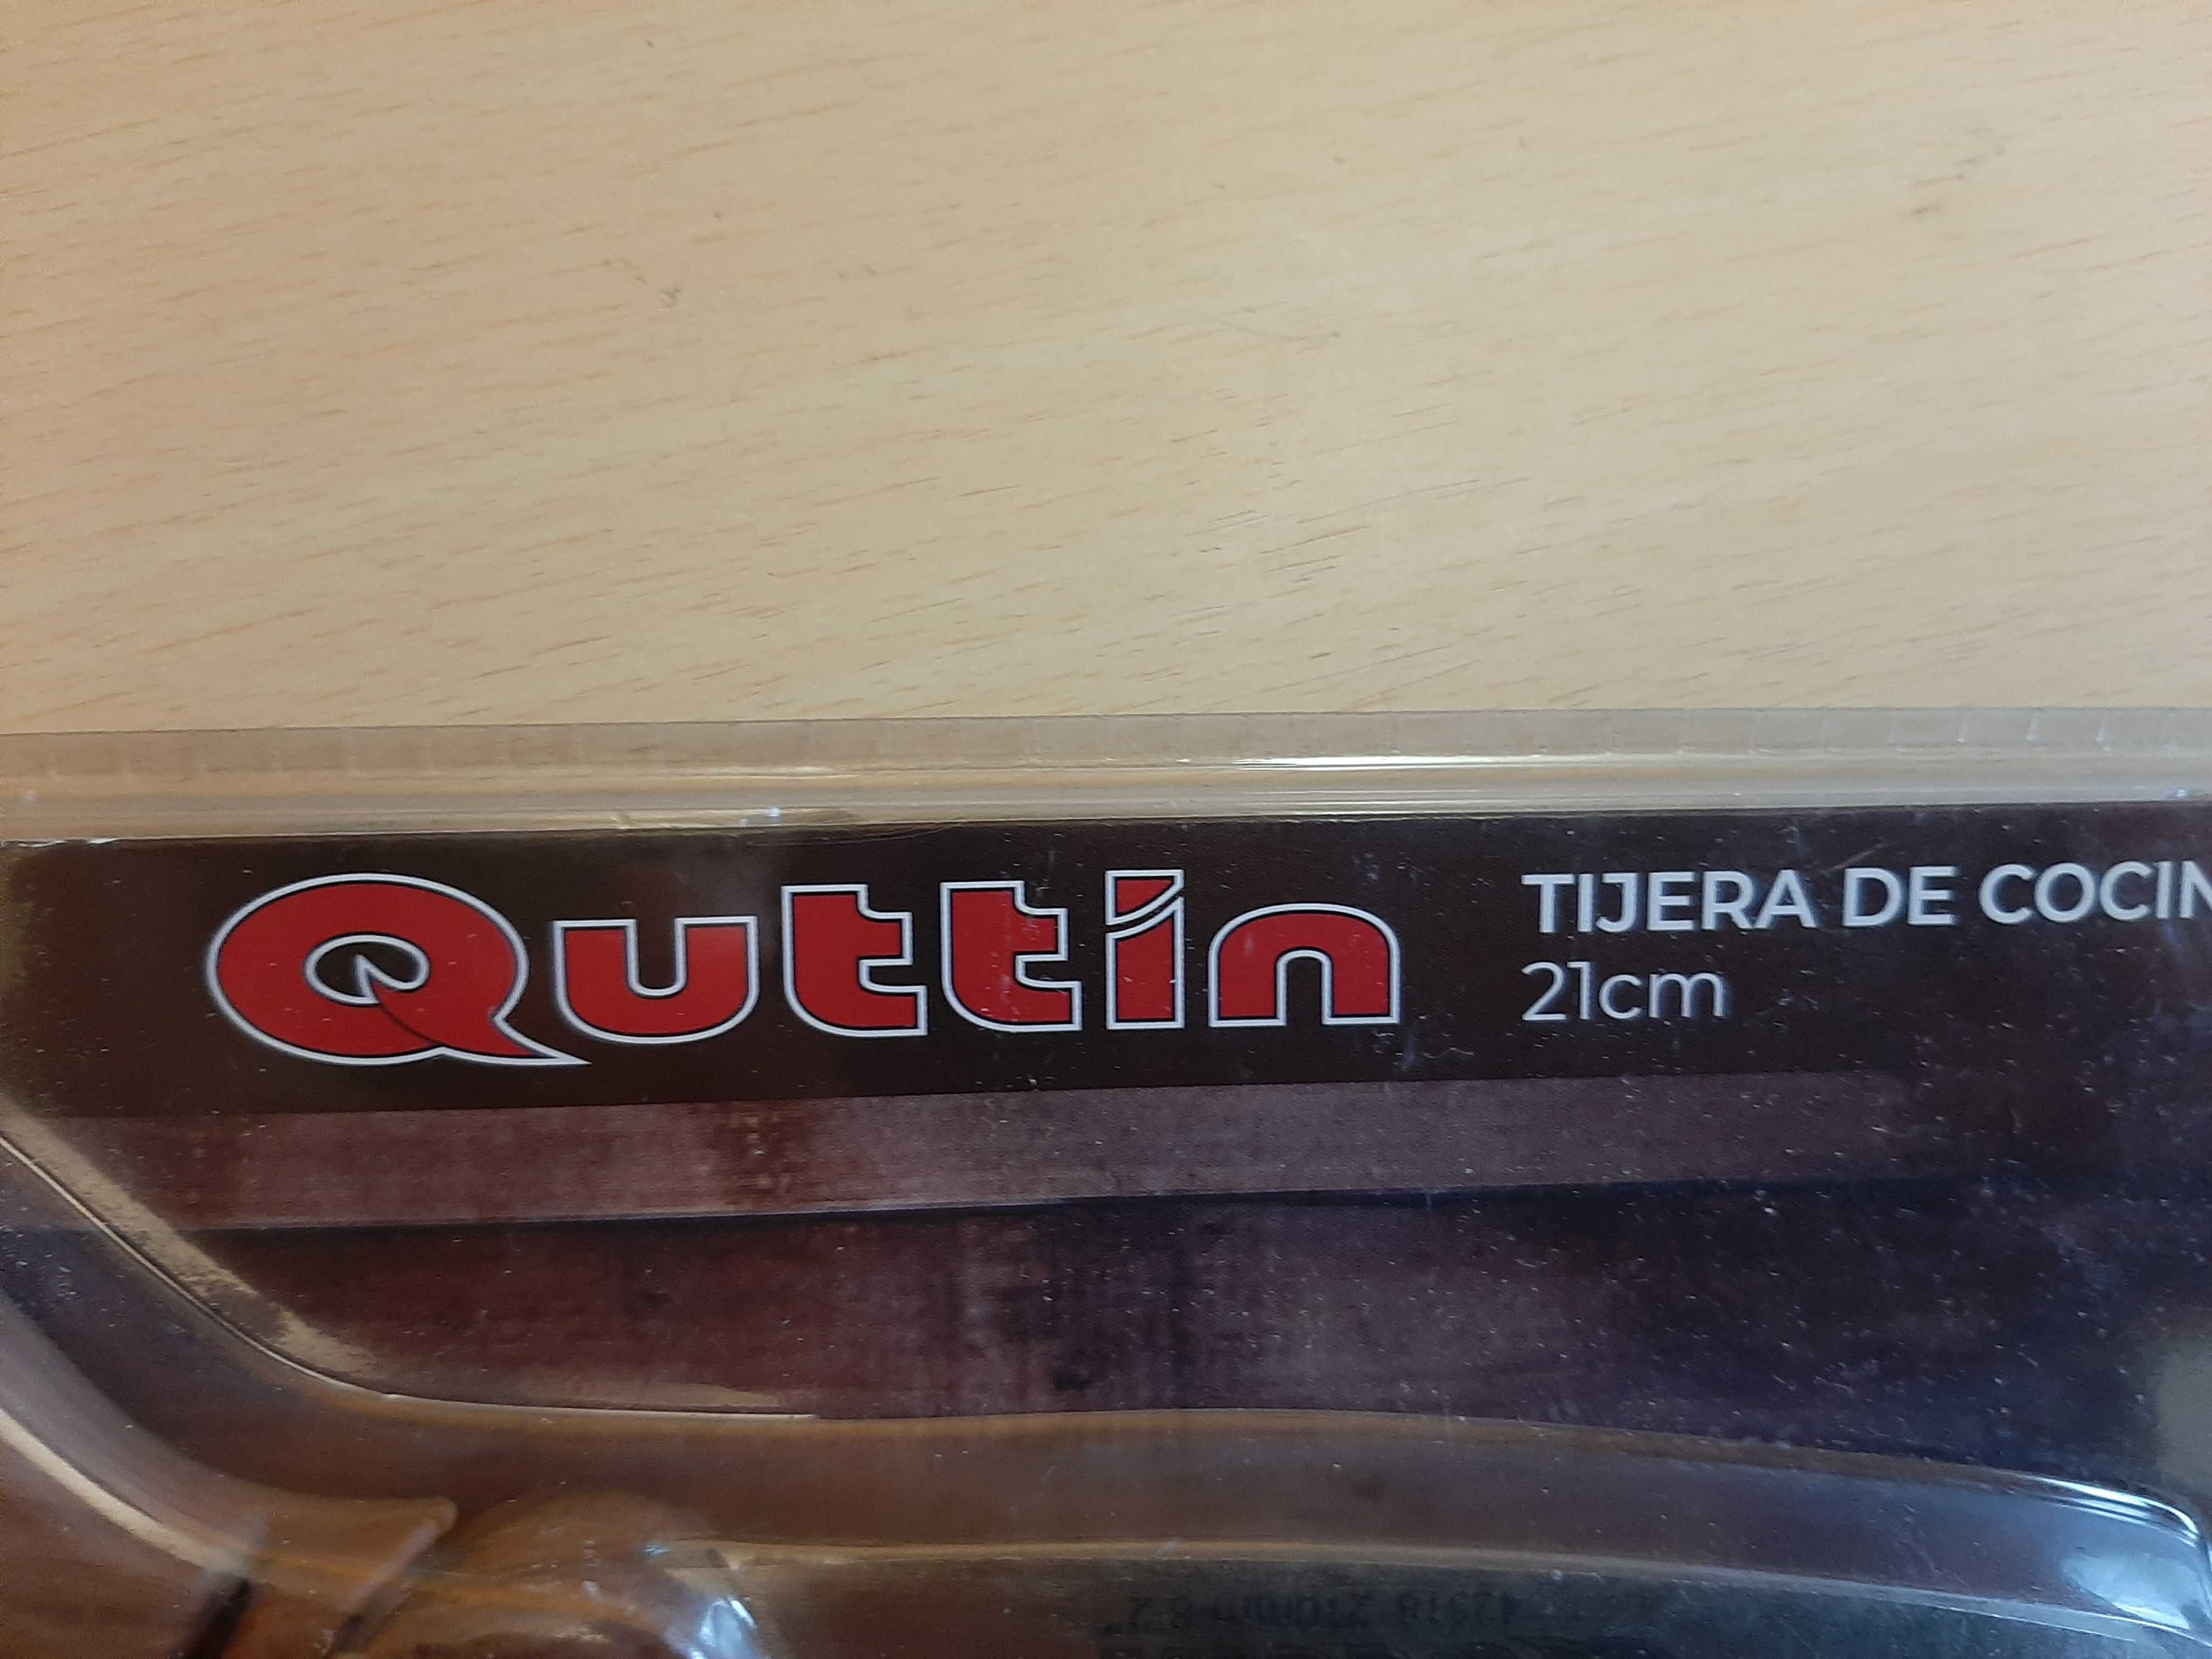 Quttin
TIJERA DE COCIN
21cm